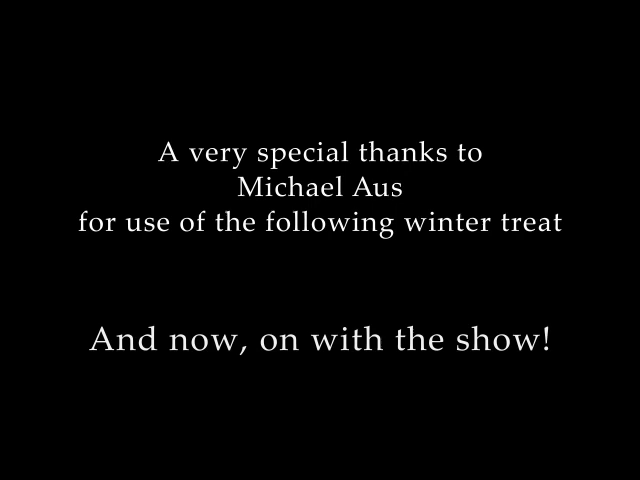 A very special thanks to
Michael Aus
for use of the following winter treat
And now, on with the show!